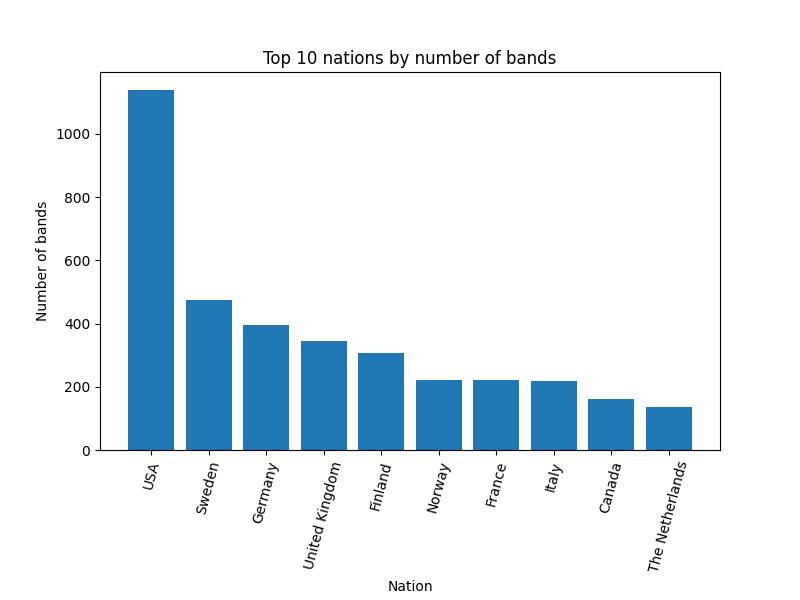 Top 10 nations by number of bands
1000
800
600
400
200
0
Number of bands
USA
Sweden
Germany
United Kingdom
Finland
Norway
France
Italy
Canada
The Netherlands
Nation